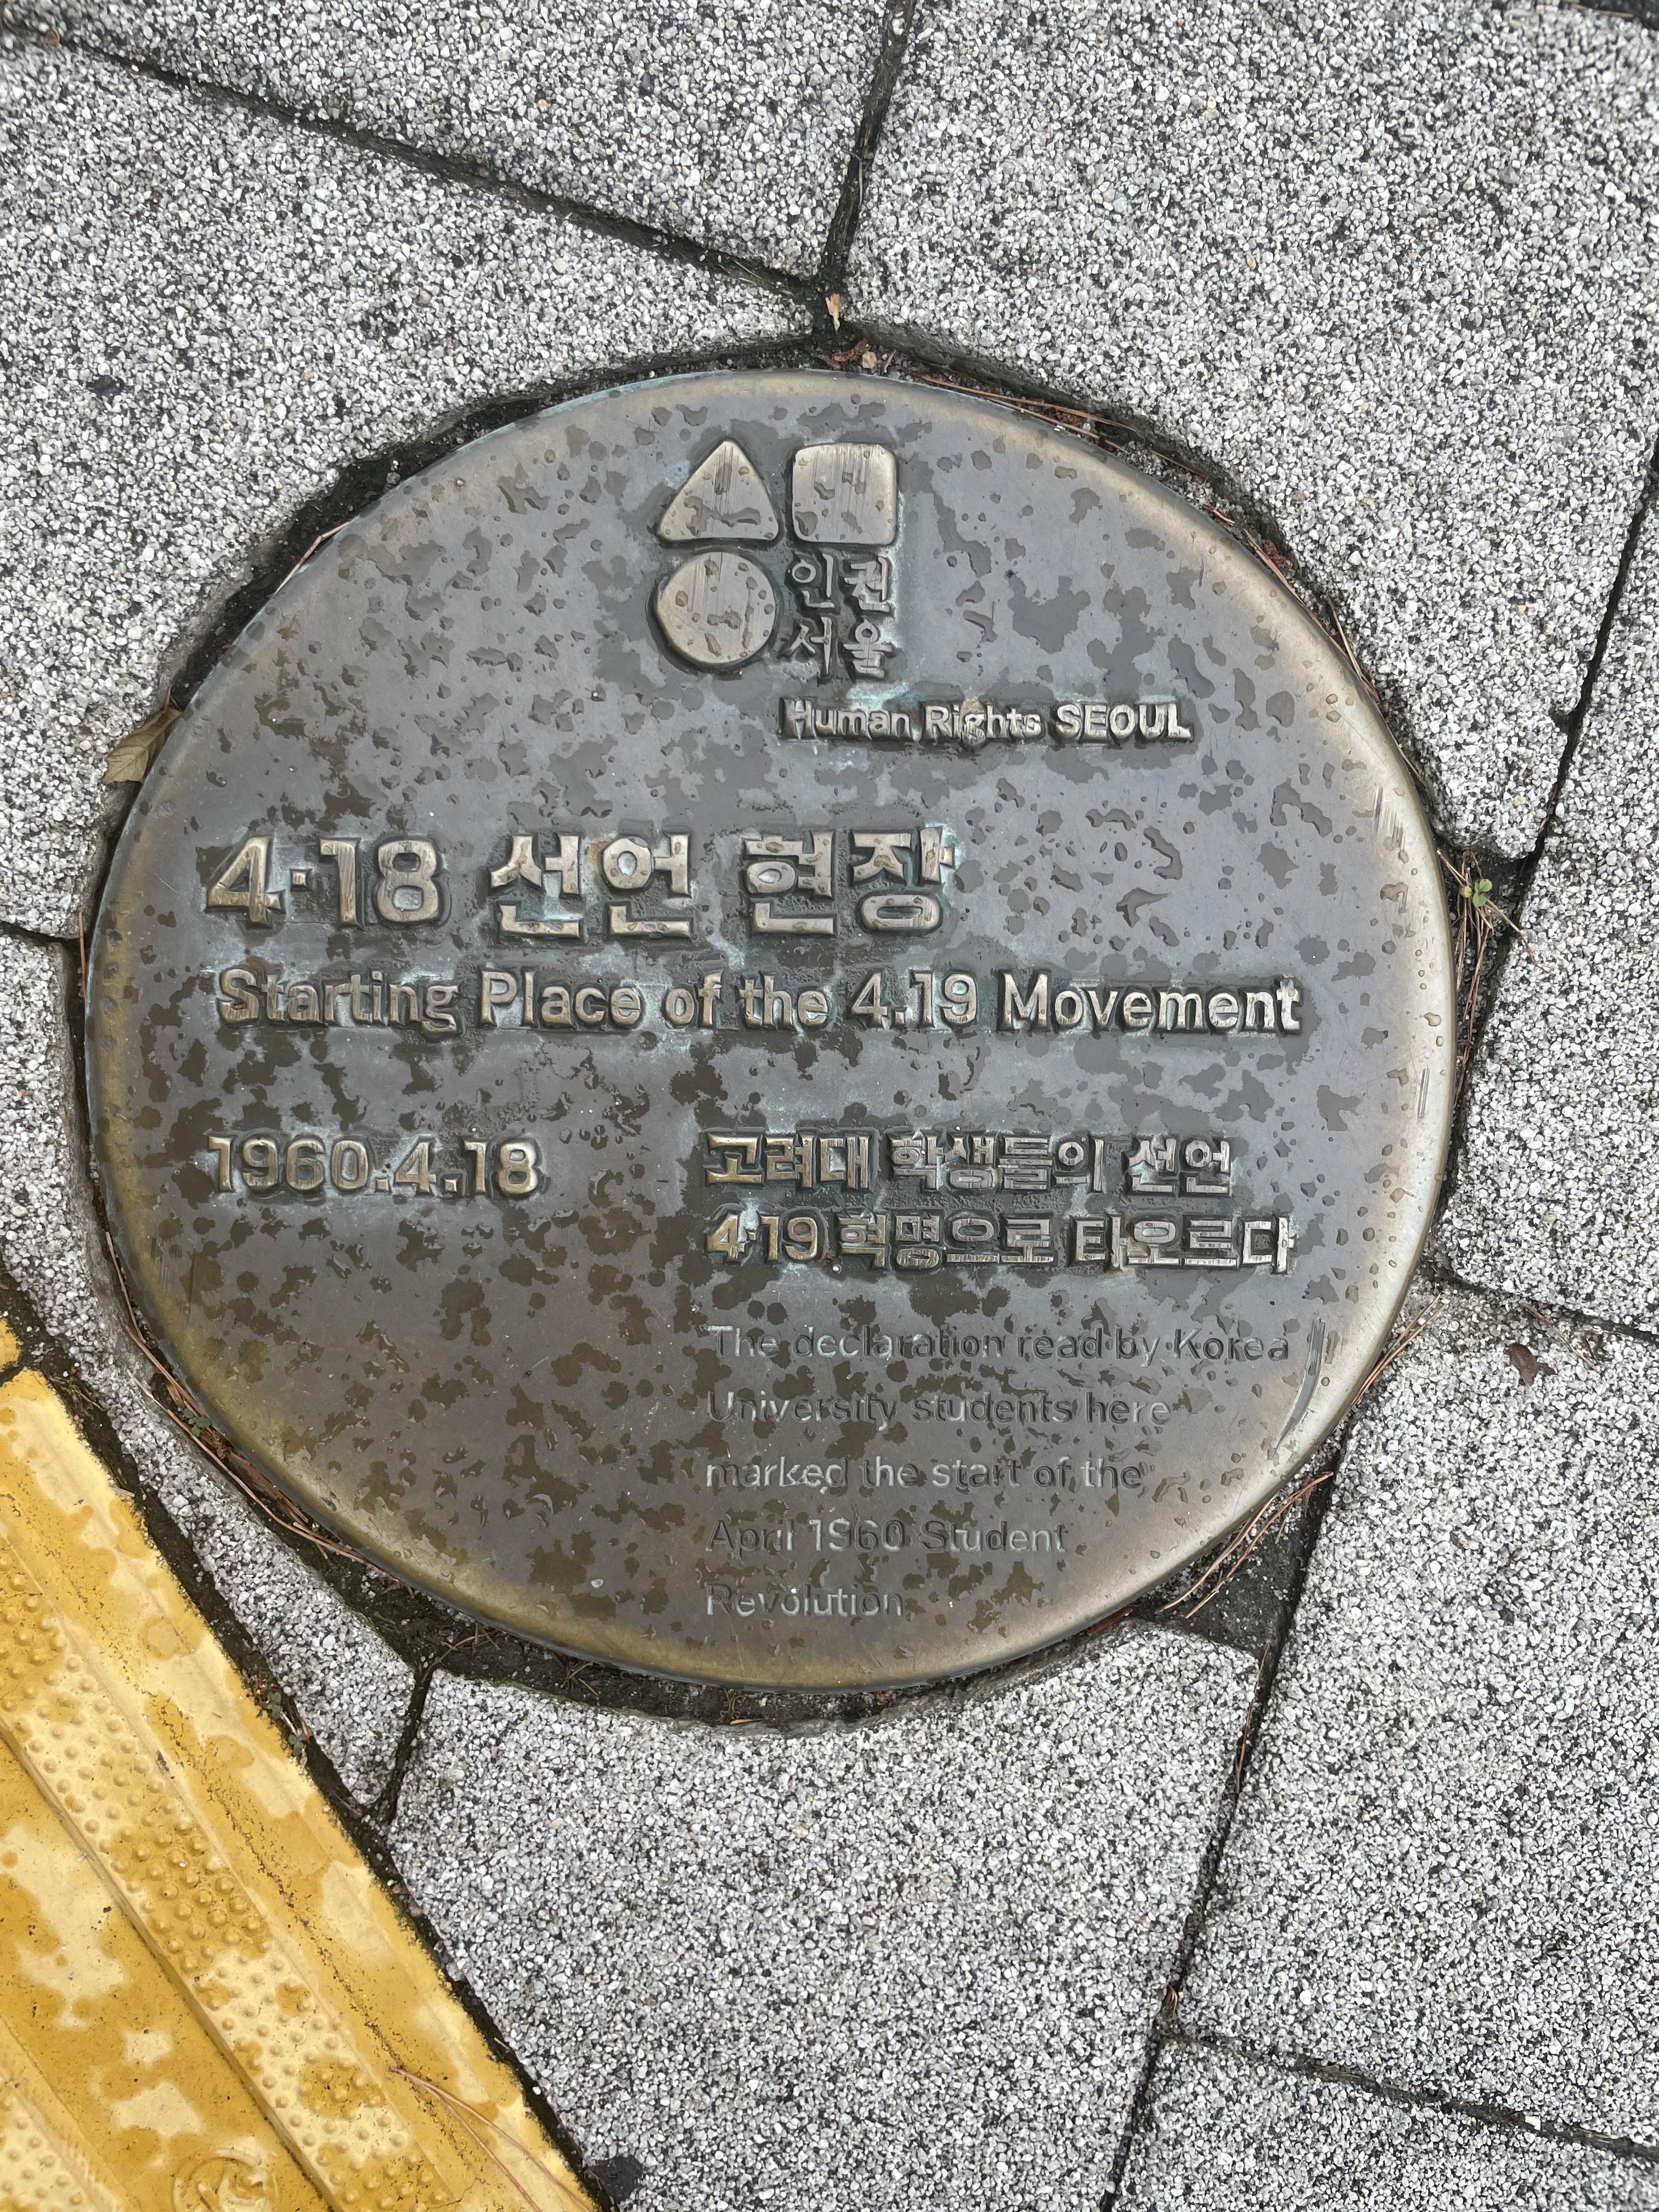 인권
서울
Human Rights SEOUL
4·18 선언 현장
Starting Place of the 4.19 Movement
1960.4.18
고려대 학생들의 선언
4·19 혁명으로 타오르다
The declaration read by Korea
University students here
marked the start of the
April 1960 Student
Revolution